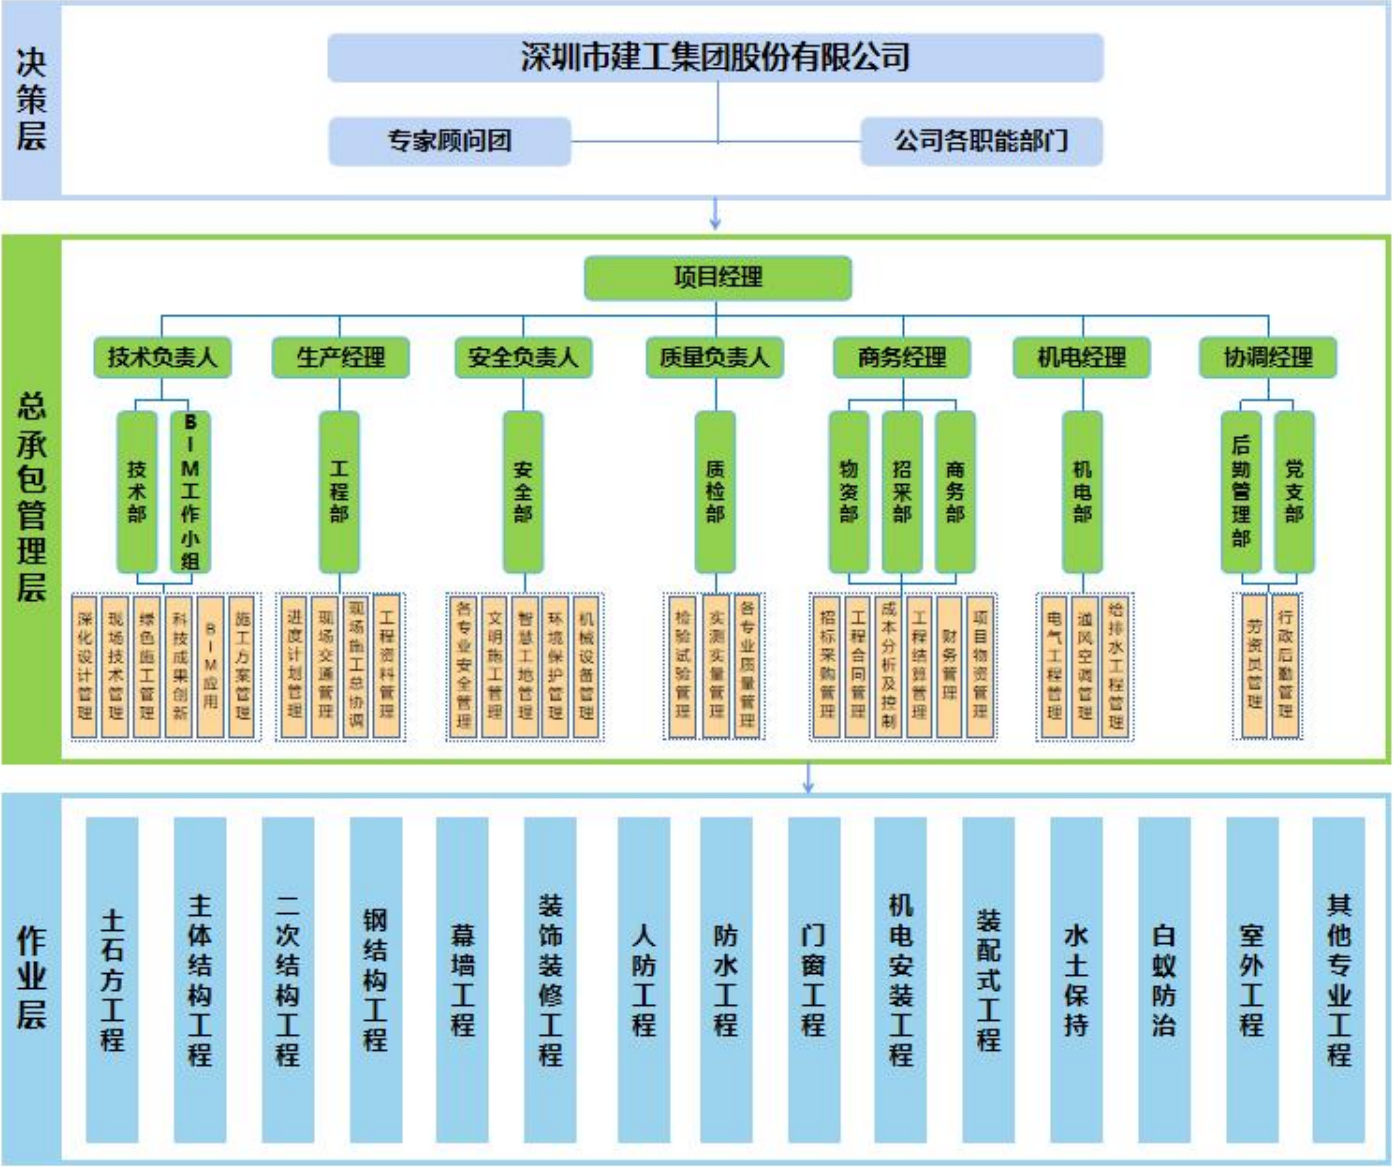 决策层
深圳市建工集团股份有限公司
专家顾问团
公司各职能部门
总承包管理层
项目经理
技术负责人
生产经理
安全负责人
质量负责人
商务经理
机电经理
协调经理
技术部
BIM工作小组
工程部
安全部
质检部
物资部
招采部
商务部
机电部
后勤管理部
党支部
深化设计管理
现场技术管理
绿色施工管理
科技成果创新
BIM应用
施工方案管理
进度计划管理
现场交通管理
现场施工总协调
工程资料管理
各专业安全管理
文明施工管理
智慧工地管理
环境保护管理
机械设备管理
检验试验管理
实测实量管理
各专业质量管理
招标采购管理
工程合同管理
成本分析及控制
工程结算管理
财务管理
项目物资管理
电气工程管理
通风空调管理
给排水工程管理
劳资员管理
行政后勤管理
作业层
土石方工程
主体结构工程
二次结构工程
钢结构工程
幕墙工程
装饰装修工程
人防工程
防水工程
门窗工程
机电安装工程
装配式工程
水土保持
白蚁防治
室外工程
其他专业工程